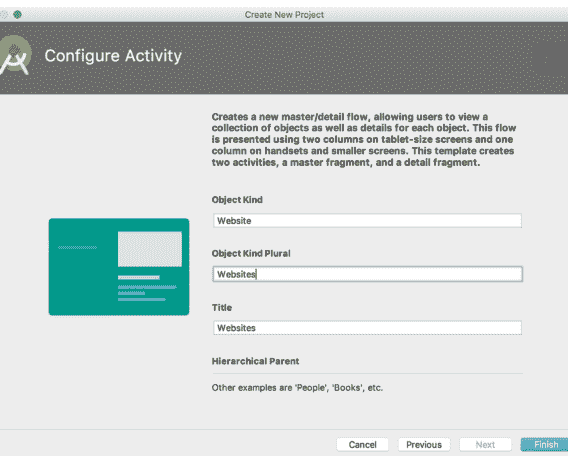 Create New Project
Configure Activity
Creates a new master/detail flow, allowing users to view a
collection of objects as well as details for each object. This flow
is presented using two columns on tablet-size screens and one
column on handsets and smaller screens. This template creates
two activities, a master fragment, and a detail fragment.
Object Kind
Website
Object Kind Plural
Websites
Title
Websites
Hierarchical Parent
Other examples are 'People', 'Books', etc.
Cancel Previous Next Finish